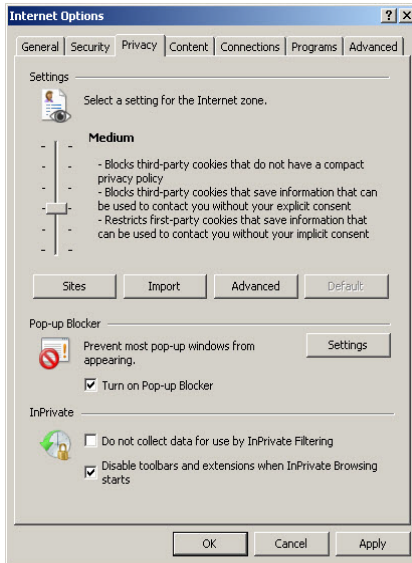 Internet Options
General Security Privacy Content Connections Programs Advanced
Settings
Select a setting for the Internet zone.
Medium
- Blocks third-party cookies that do not have a compact
privacy policy
- Blocks third-party cookies that save information that can
be used to contact you without your explicit consent
- Restricts first-party cookies that save information that
can be used to contact you without your implicit consent
Sites Import Advanced Default
Pop-up Blocker
Prevent most pop-up windows from
appearing.
Settings
Turn on Pop-up Blocker
InPrivate
Do not collect data for use by InPrivate Filtering
Disable toolbars and extensions when InPrivate Browsing
starts
OK Cancel Apply